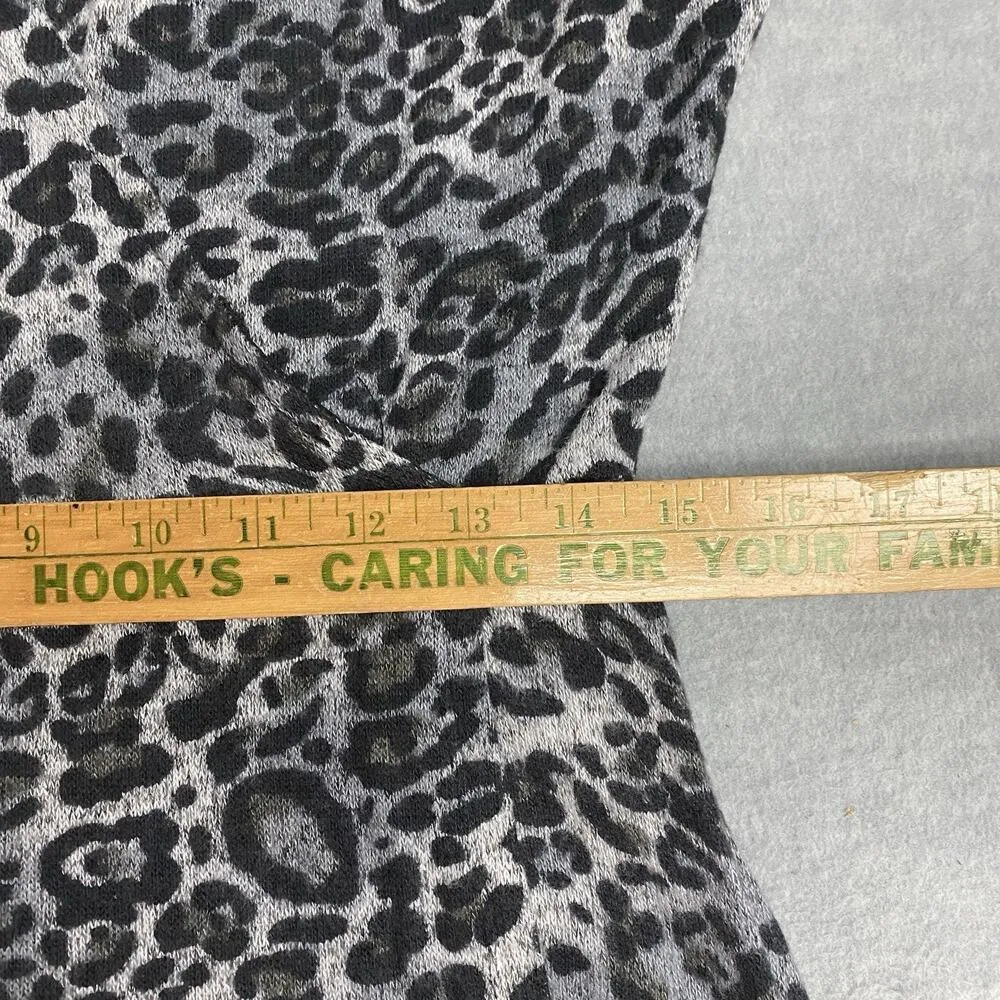 9 10 11 12 13 14 15 16 17
HOOK'S - CARING FOR YOUR FAM